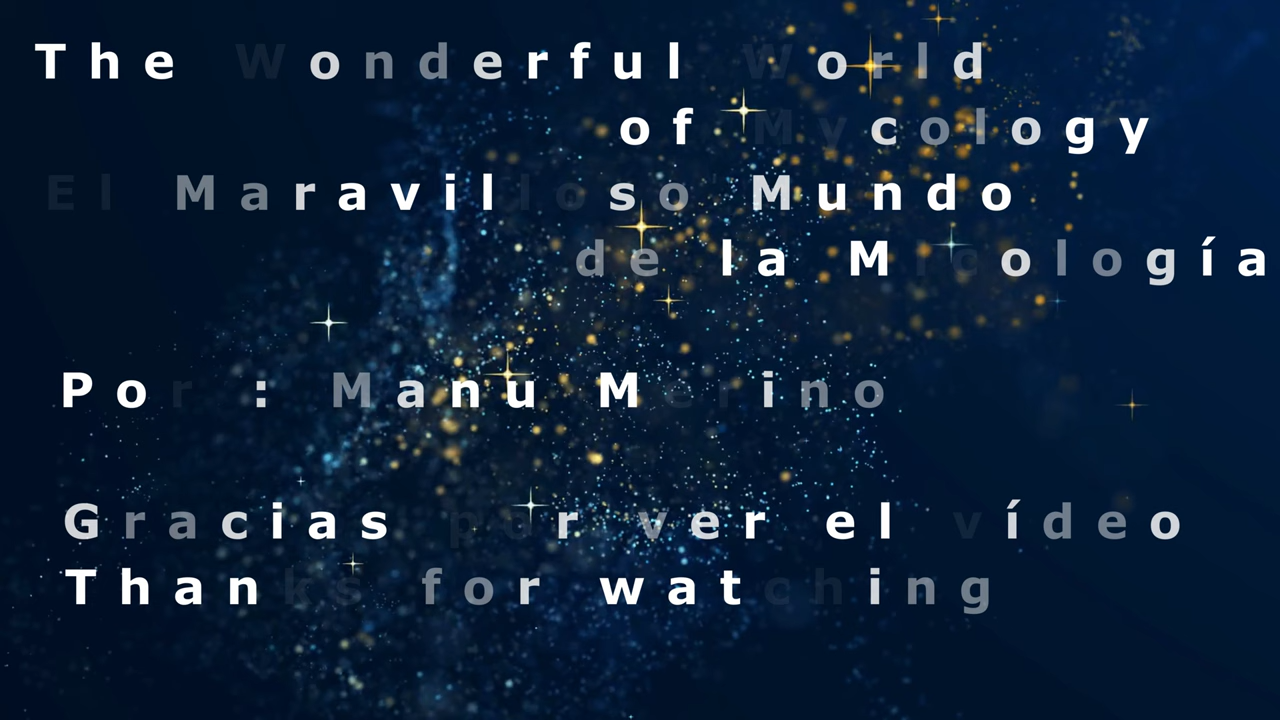 The Wonderful World
of Mycology
El Maravilloso Mundo
de la Micología
Por : Manu Merino
Gracias por ver el vídeo
Thanks for watching